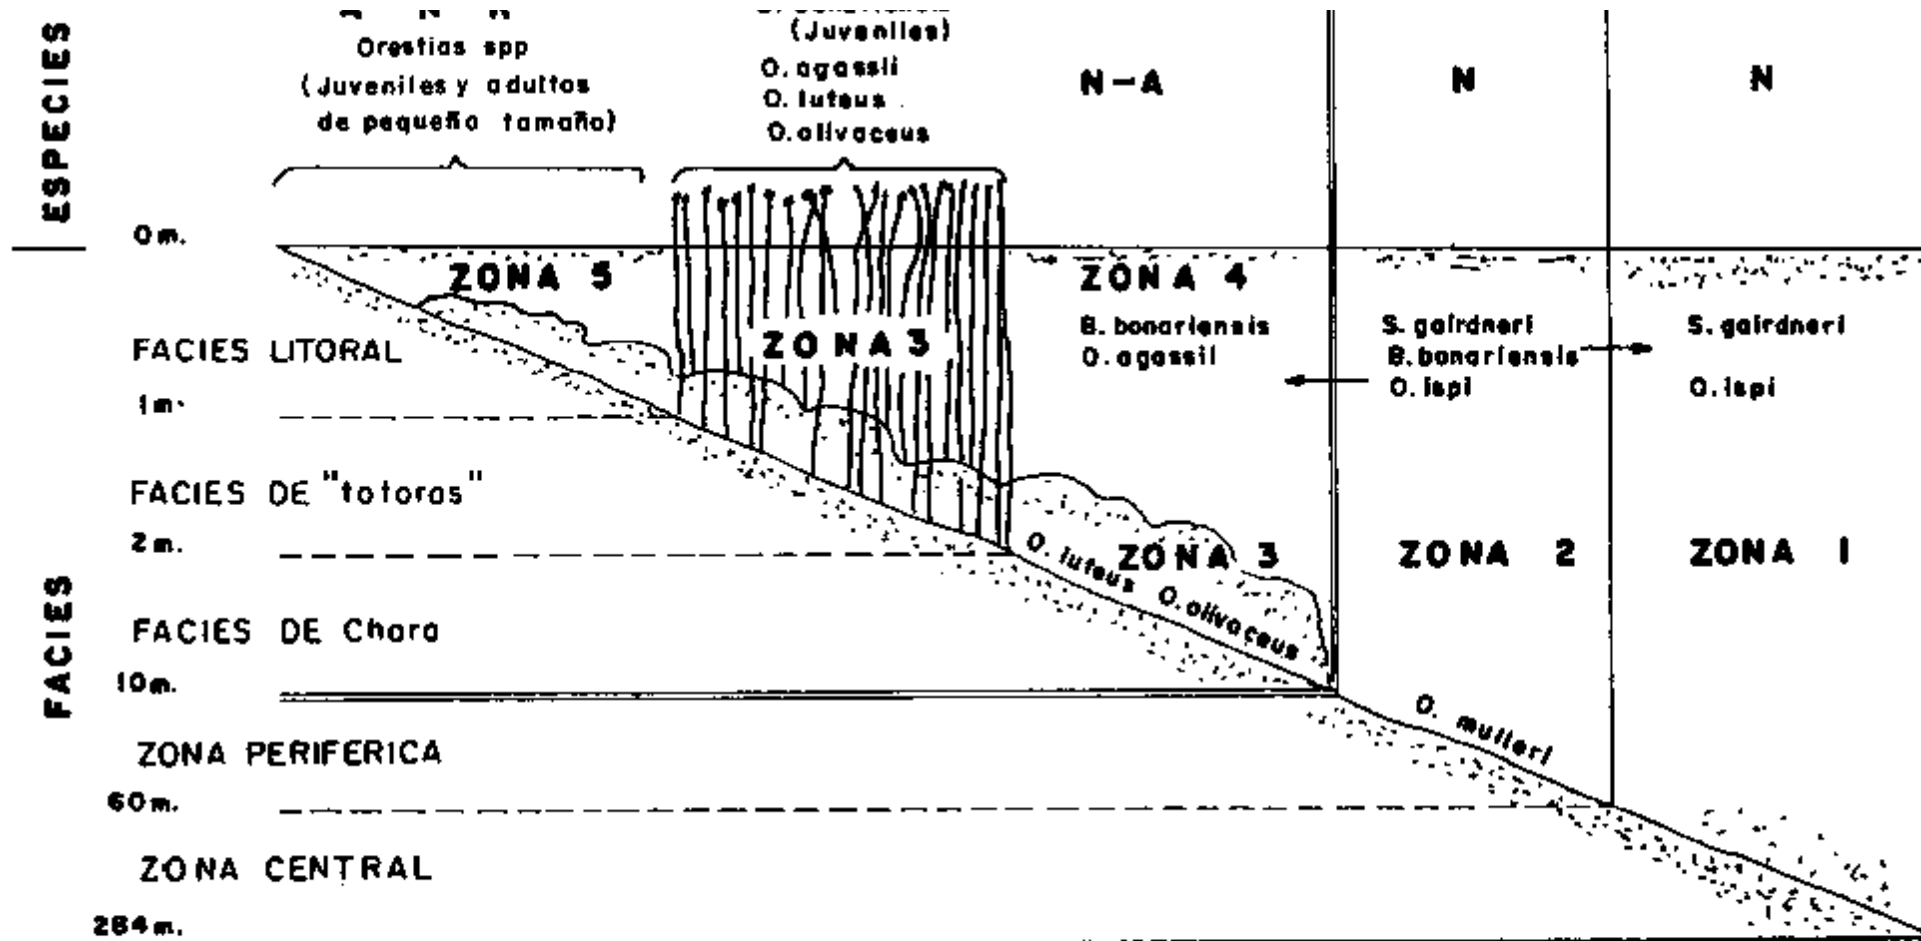 ESPECIES
Orestias spp
(Juveniles y adultos
de pequeño tamaño)
(Juveniles)
O. agassii
O. luteus
O. olivaceus
N-A
N
N
0m.
ZONA 5
ZONA 3
ZONA 4
B. bonariensis
O. agassii
S. gairdneri
B. bonariensis
O. ispi
S. gairdneri
O. ispi
FACIES
FACIES LITORAL
1m.
FACIES DE "totoras"
2m.
FACIES DE Chara
10m.
ZONA PERIFERICA
60m.
ZONA CENTRAL
284m.
ZONA 3
O. luteus
O. olivaceus
ZONA 2
ZONA 1
O. mulleri